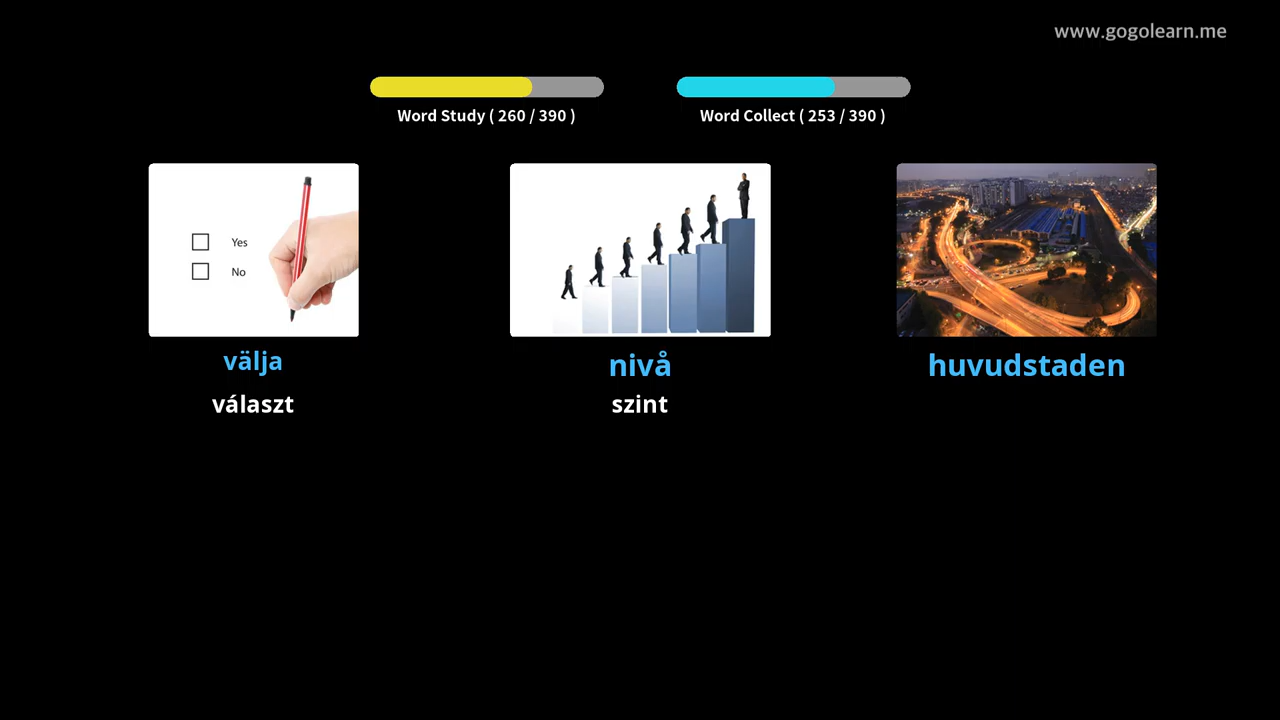 www.gogolearn.me
Word Study ( 260 / 390 )
Word Collect ( 253 / 390 )
Yes
No
välja
választ
nivå
szint
huvudstaden